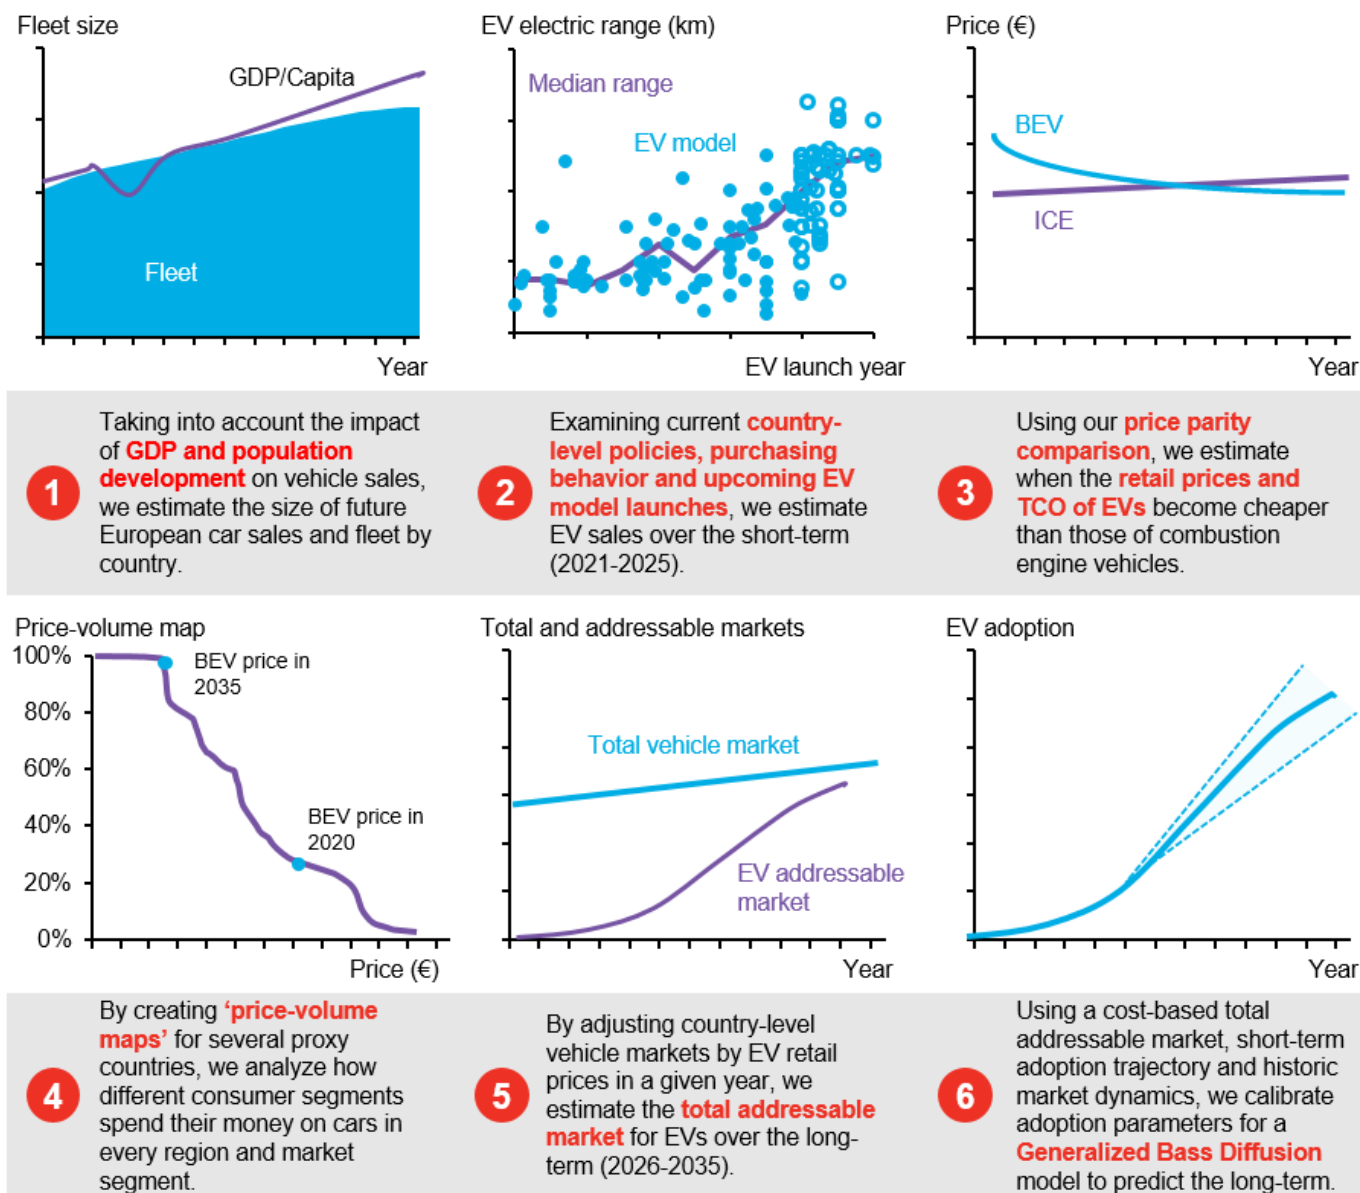 Fleet size
GDP/Capita
Fleet
Year
EV electric range (km)
Median range
EV model
EV launch year
Price (€)
BEV
ICE
Year
1
Taking into account the impact
of GDP and population
development on vehicle sales,
we estimate the size of future
European car sales and fleet by
country.
2
Examining current country-
level policies, purchasing
behavior and upcoming EV
model launches, we estimate
EV sales over the short-term
(2021-2025).
3
Using our price parity
comparison, we estimate
when the retail prices and
TCO of EVs become cheaper
than those of combustion
engine vehicles.
Price-volume map
100%
80%
60%
40%
20%
0%
BEV price in
2035
BEV price in
2020
Price (€)
Total and addressable markets
Total vehicle market
EV addressable
market
Year
EV adoption
Year
4
By creating ‘price-volume
maps’ for several proxy
countries, we analyze how
different consumer segments
spend their money on cars in
every region and market
segment.
5
By adjusting country-level
vehicle markets by EV retail
prices in a given year, we
estimate the total addressable
market for EVs over the long-
term (2026-2035).
6
Using a cost-based total
addressable market, short-term
adoption trajectory and historic
market dynamics, we calibrate
adoption parameters for a
Generalized Bass Diffusion
model to predict the long-term.